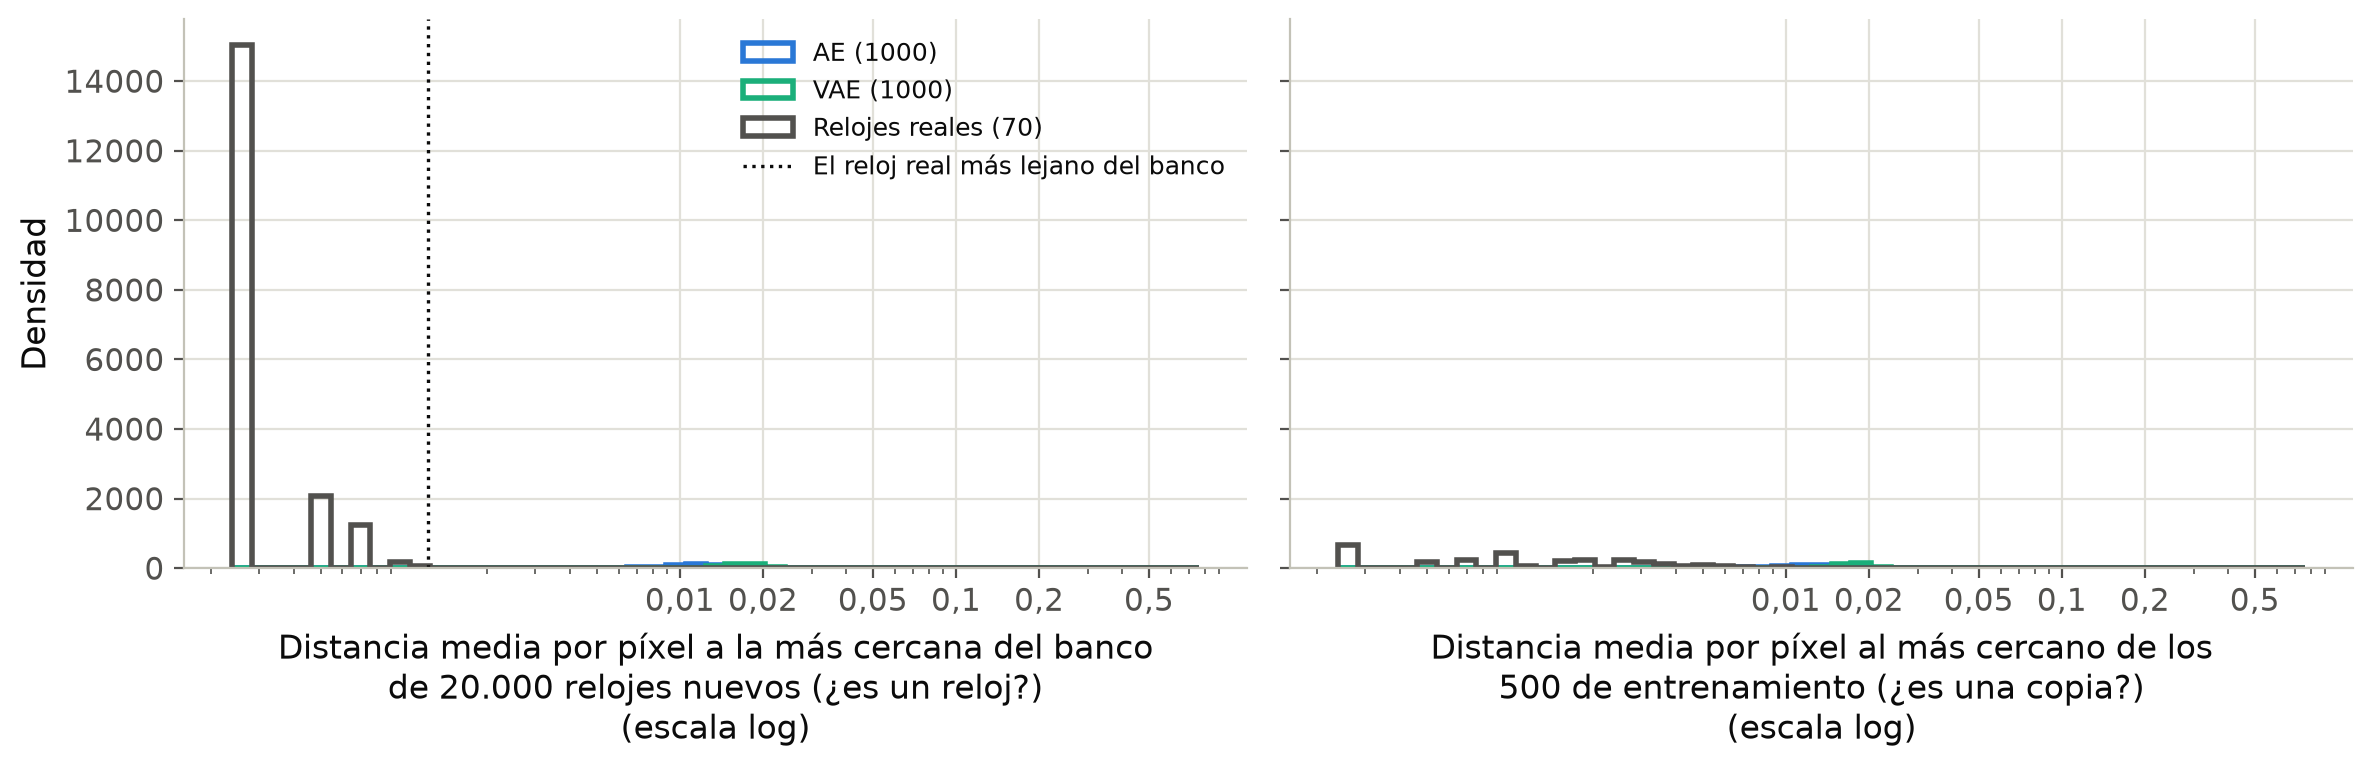 AE (1000)
VAE (1000)
Relojes reales (70)
El reloj real más lejano del banco
Densidad
14000
12000
10000
8000
6000
4000
2000
0
0,01 0,02 0,05 0,1 0,2 0,5
Distancia media por píxel a la más cercana del banco
de 20.000 relojes nuevos (¿es un reloj?)
(escala log)
0,01 0,02 0,05 0,1 0,2 0,5
Distancia media por píxel al más cercano de los
500 de entrenamiento (¿es una copia?)
(escala log)